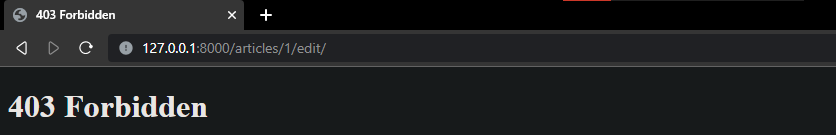 403 Forbidden
127.0.0.1:8000/articles/1/edit/
403 Forbidden